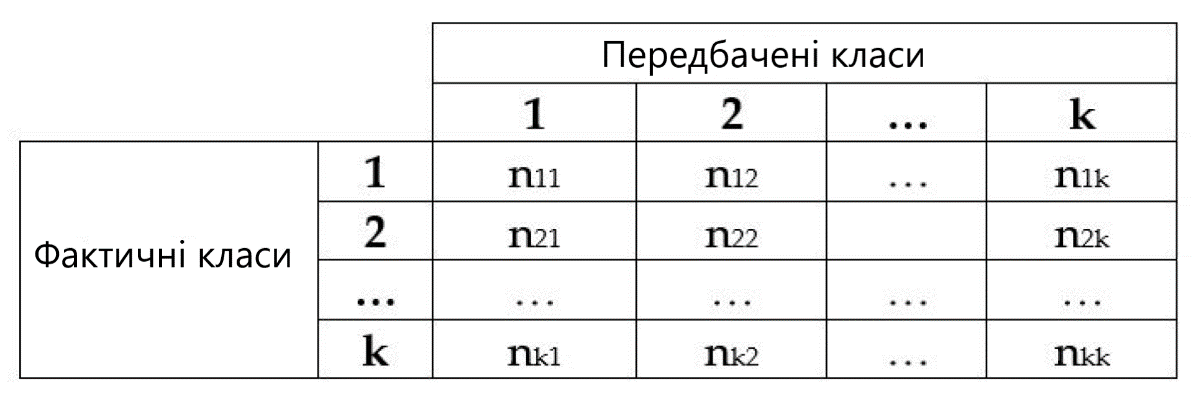 Передбачені класи
1 2 ... k
1 n11 n12 ... n1k
Фактичні класи
2 n21 n22 n2k
... ... ... ... ...
k nk1 nk2 ... nkk